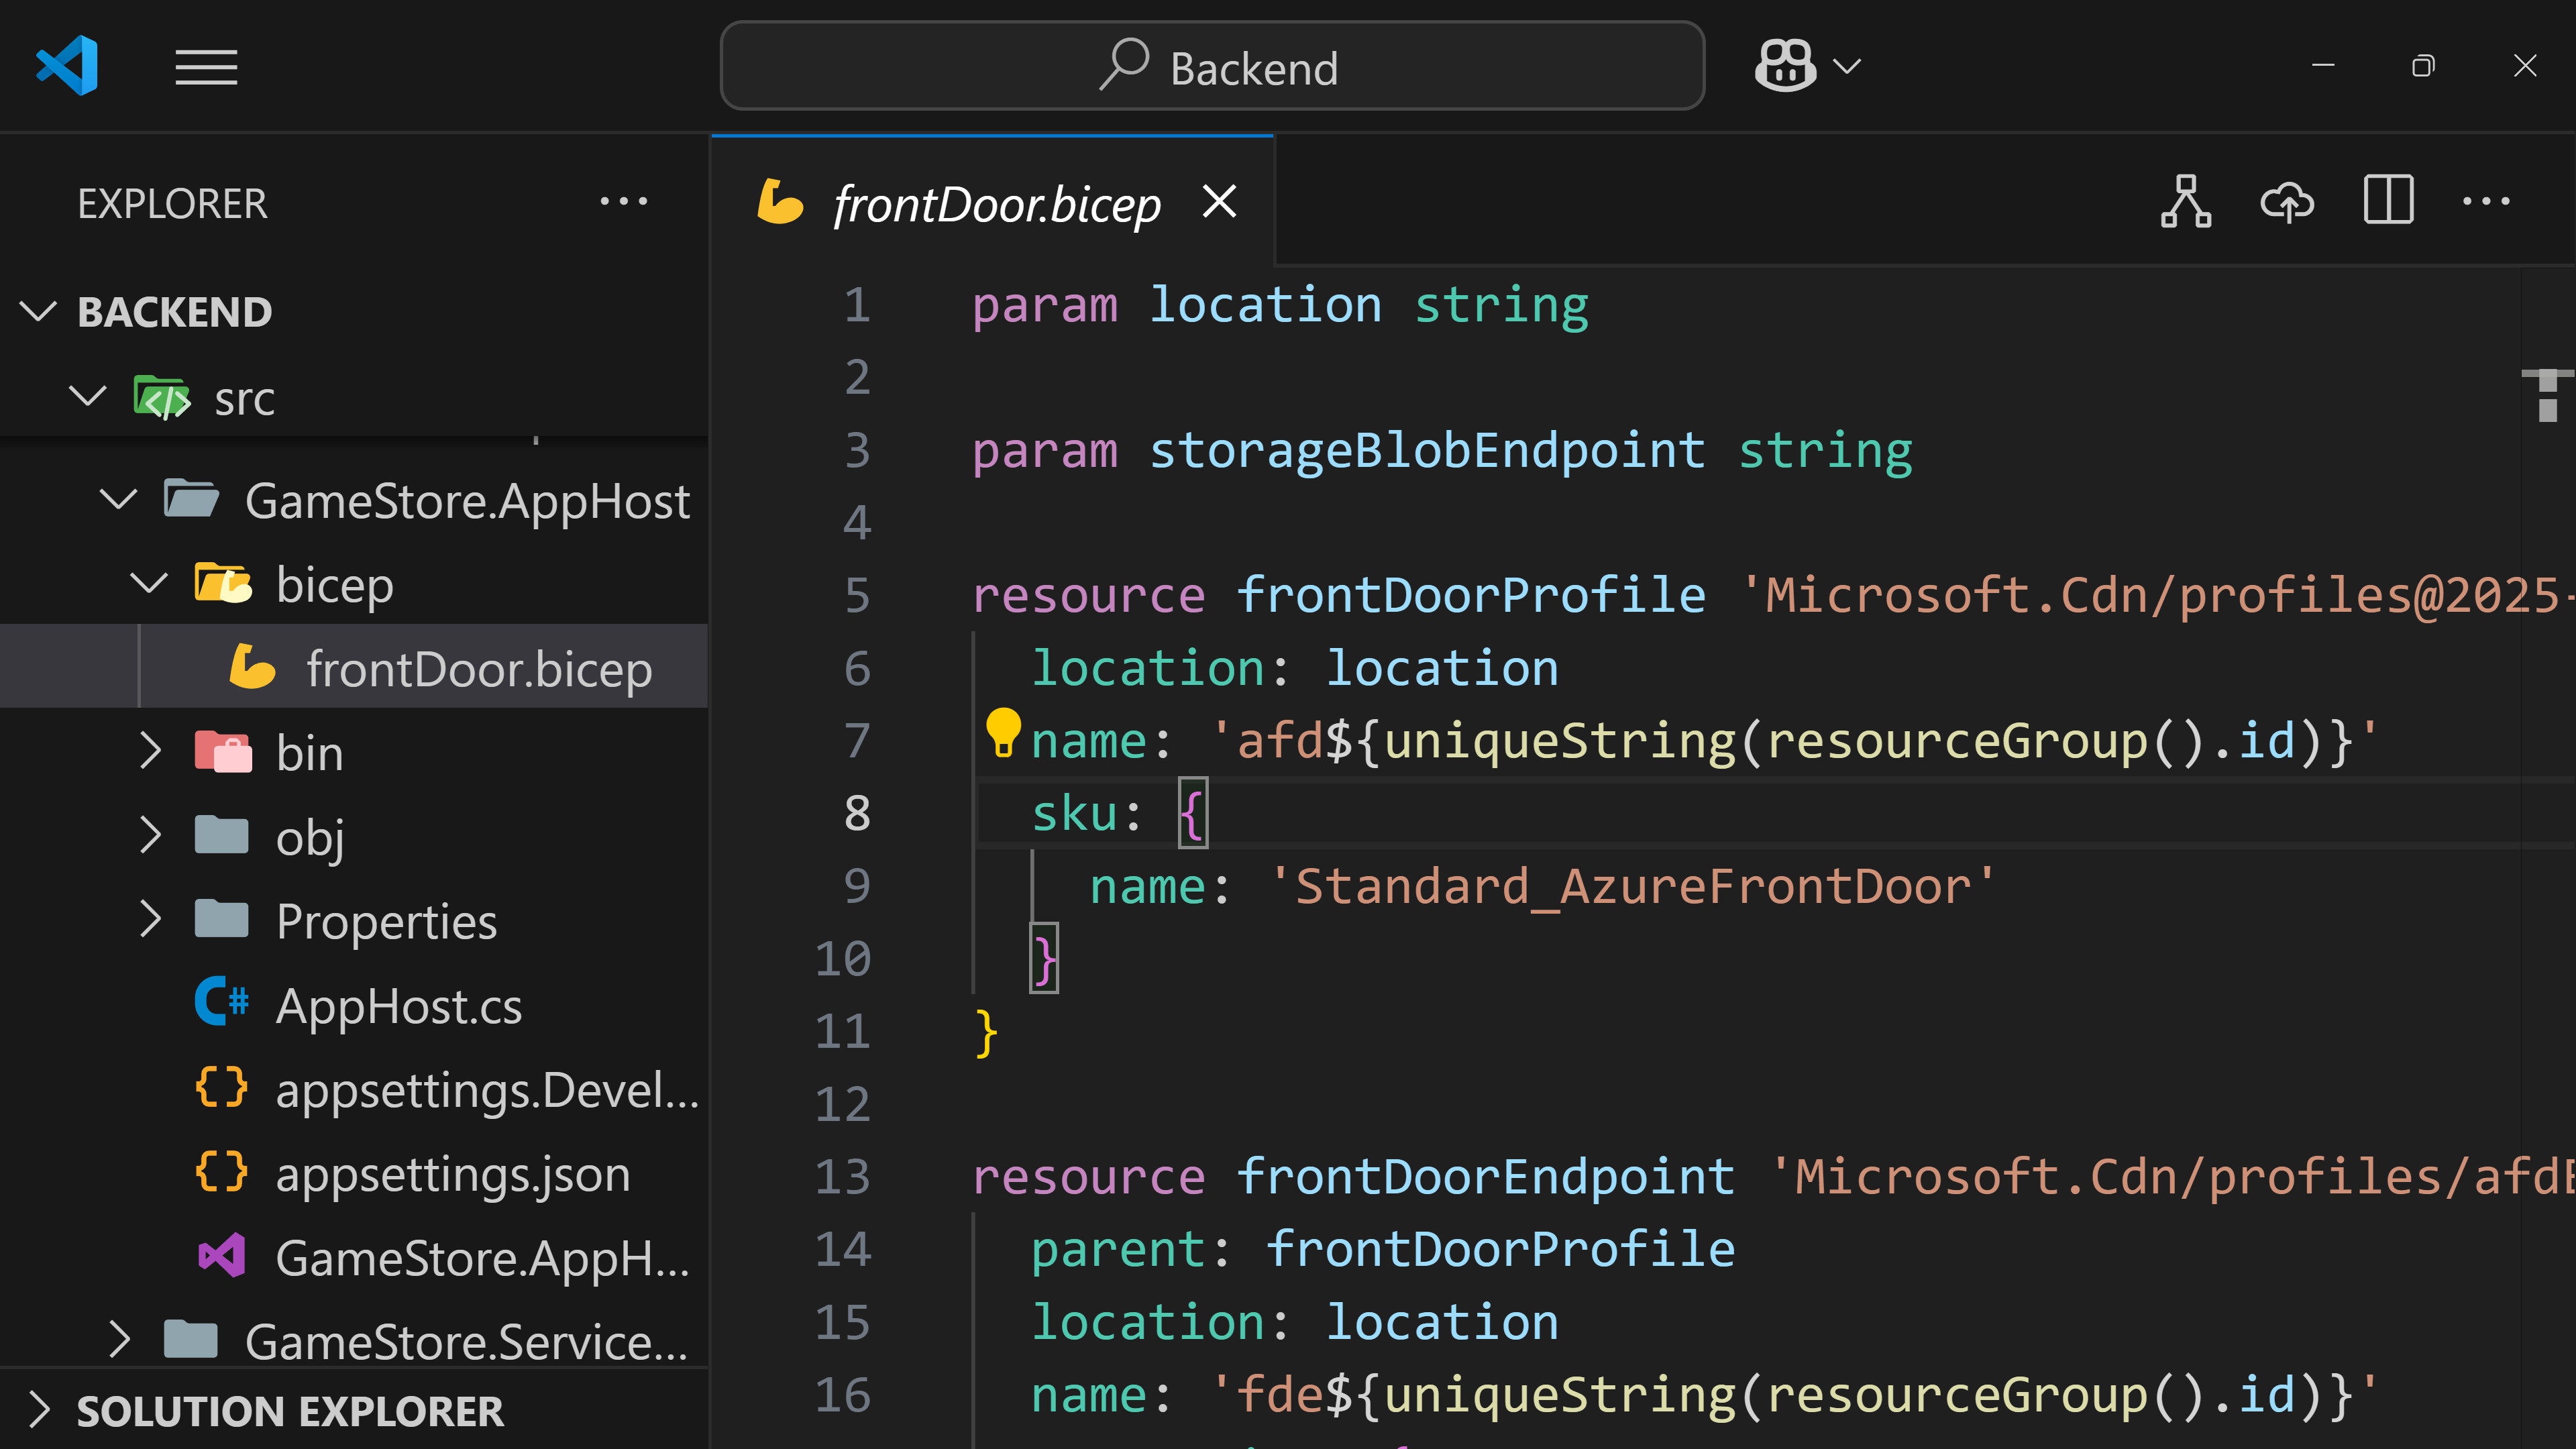 Backend
EXPLORER
BACKEND
src
GameStore.AppHost
bicep
frontDoor.bicep
bin
obj
Properties
AppHost.cs
appsettings.Devel...
appsettings.json
GameStore.AppH...
GameStore.Service...
SOLUTION EXPLORER
frontDoor.bicep
1 param location string
2
3 param storageBlobEndpoint string
4
5 resource frontDoorProfile 'Microsoft.Cdn/profiles@2025-
6 location: location
7 name: 'afd${uniqueString(resourceGroup().id)}'
8 sku: {
9 name: 'Standard_AzureFrontDoor'
10 }
11 }
12
13 resource frontDoorEndpoint 'Microsoft.Cdn/profiles/afdE
14 parent: frontDoorProfile
15 location: location
16 name: 'fde${uniqueString(resourceGroup().id)}'